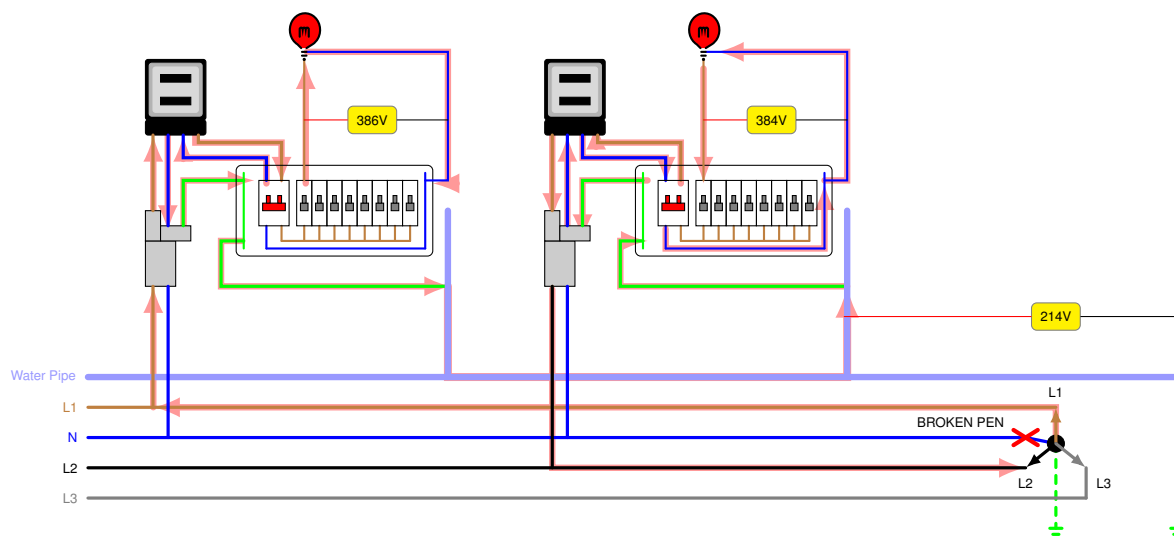 386V
384V
214V
Water Pipe
L1
L1
BROKEN PEN
N
L2
L2
L3
L3